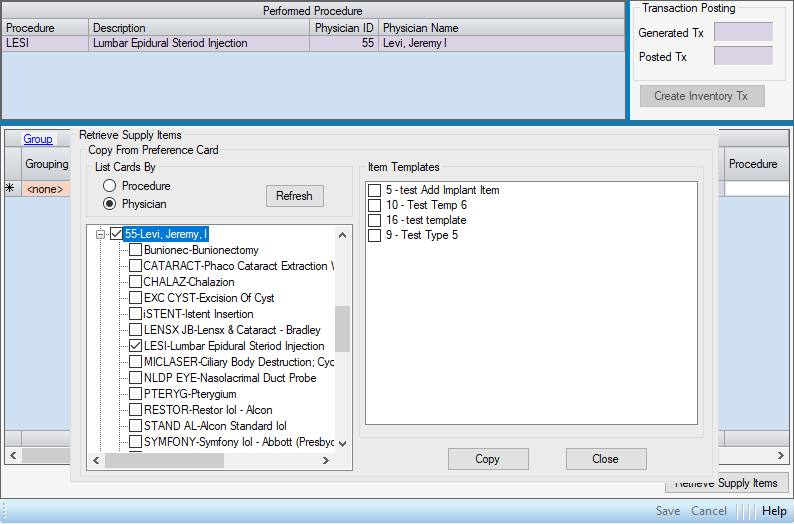 Performed Procedure
Procedure Description Physician ID Physician Name
LESI Lumbar Epidural Steriod Injection 55 Levi, Jeremy I
Transaction Posting
Generated Tx
Posted Tx
Create Inventory Tx
Group
Grouping
Procedure
<none>
Retrieve Supply Items
Copy From Preference Card
List Cards By
Procedure
Physician
Refresh
55-Levi, Jeremy, I
Bunionec-Bunionectomy
CATARACT-Phaco Cataract Extraction
CHALAZ-Chalazion
EXC CYST-Excision Of Cyst
iSTENT-Istent Insertion
LENSX JB-Lensx & Cataract - Bradley
LESI-Lumbar Epidural Steriod Injection
MICLASER-Ciliary Body Destruction; Cyc
NLDP EYE-Nasolacrimal Duct Probe
PTERYG-Pterygium
RESTOR-Restor Iol - Alcon
STAND AL-Alcon Standard Iol
SYMFONY-Symfony Iol - Abbott (Presbyc
Item Templates
5 - test Add Implant Item
10 - Test Temp 6
16 - test template
9 - Test Type 5
Copy Close
Retrieve Supply Items
Save Cancel Help